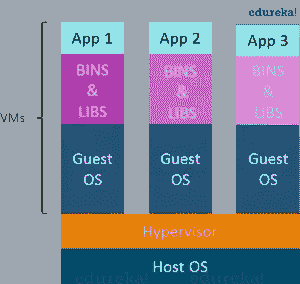 edureka!
App 1
App 2
App 3
BINS
&
LIBS
BINS
&
LIBS
BINS
&
LIBS
VMs
Guest
OS
Guest
OS
Guest
OS
Hypervisor
Host OS